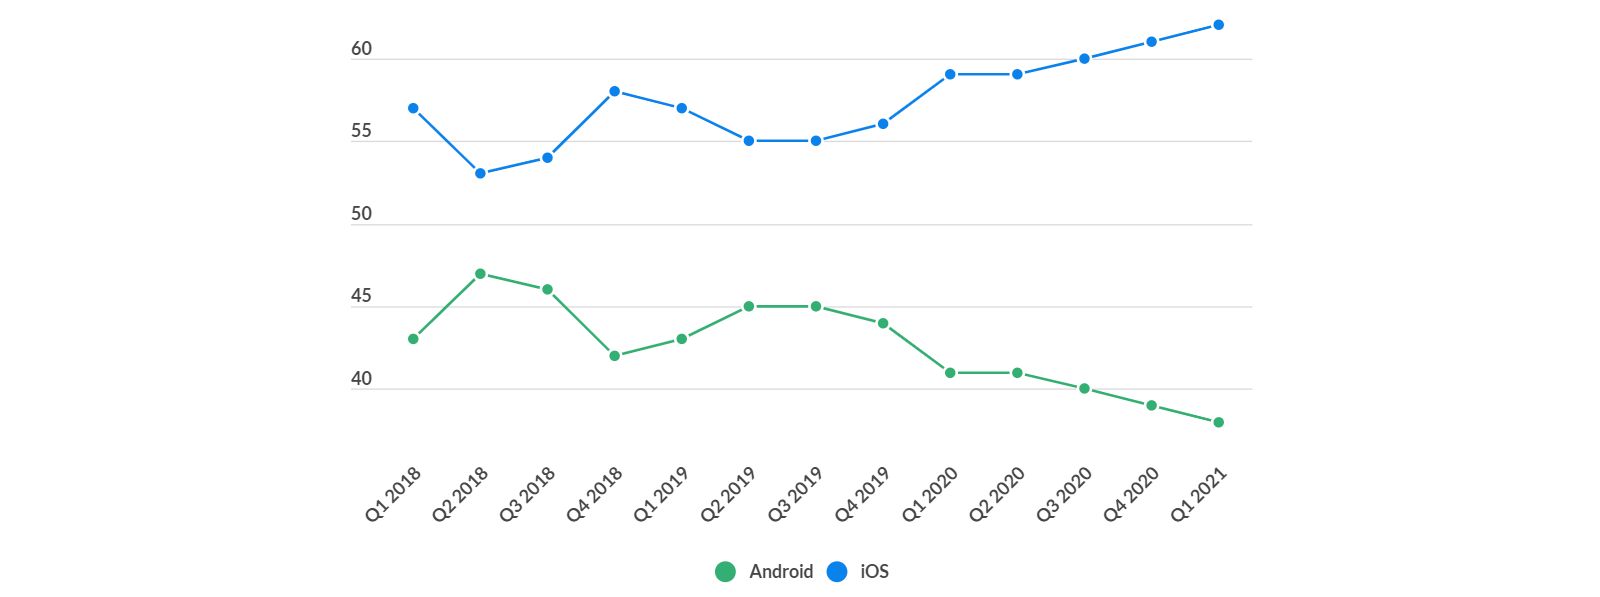 60
55
50
45
40
Q1 2018
Q2 2018
Q3 2018
Q4 2018
Q1 2019
Q2 2019
Q3 2019
Q4 2019
Q1 2020
Q2 2020
Q3 2020
Q4 2020
Q1 2021
Android iOS